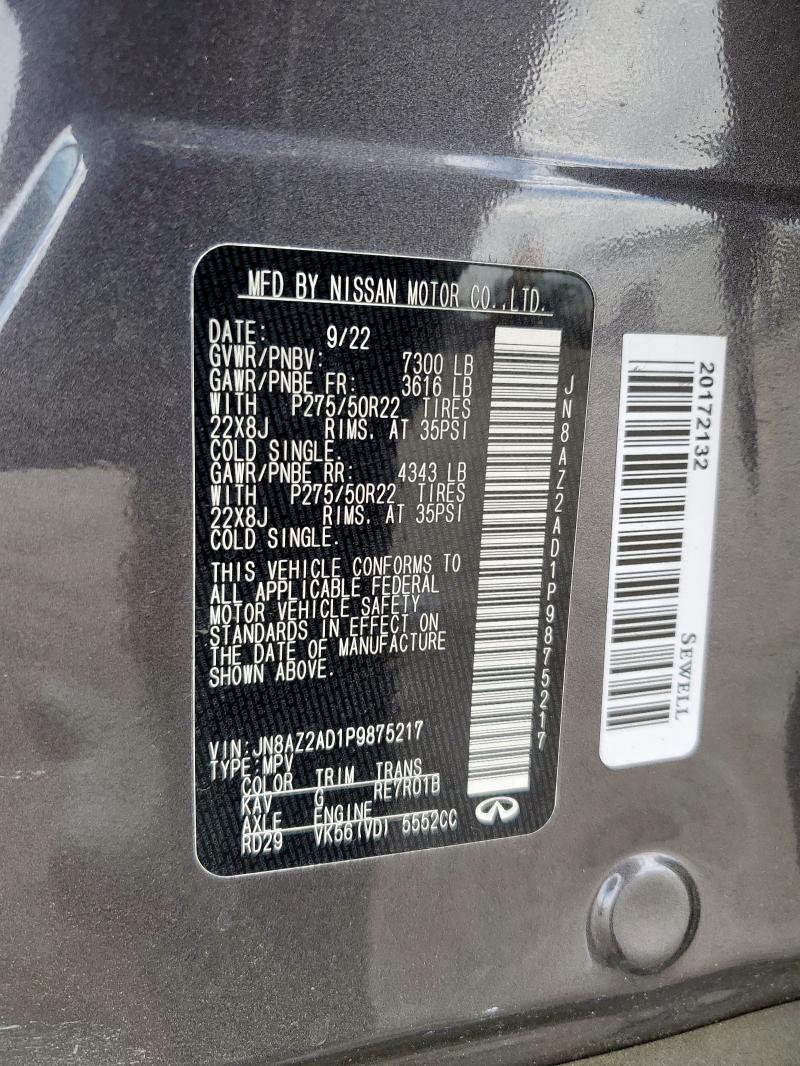 MFD BY NISSAN MOTOR CO.,LTD.
DATE: 9/22
GVWR/PNBV: 7300 LB
GAWR/PNBE FR: 3616 LB
WITH P275/50R22 TIRES
22X8J RIMS. AT 35PSI
COLD SINGLE.
GAWR/PNBE RR: 4343 LB
WITH P275/50R22 TIRES
22X8J RIMS. AT 35PSI
COLD SINGLE.
THIS VEHICLE CONFORMS TO
ALL APPLICABLE FEDERAL
MOTOR VEHICLE SAFETY
STANDARDS IN EFFECT ON
THE DATE OF MANUFACTURE
SHOWN ABOVE.
VIN:JN8AZ2AD1P9875217
TYPE:MPV
COLOR TRIM TRANS
KAV G RE7R01B
AXLE ENGINE
RD29 VK56(VD) 5552CC
JN8AZ2AD1P9875217
20172132
SEWELL